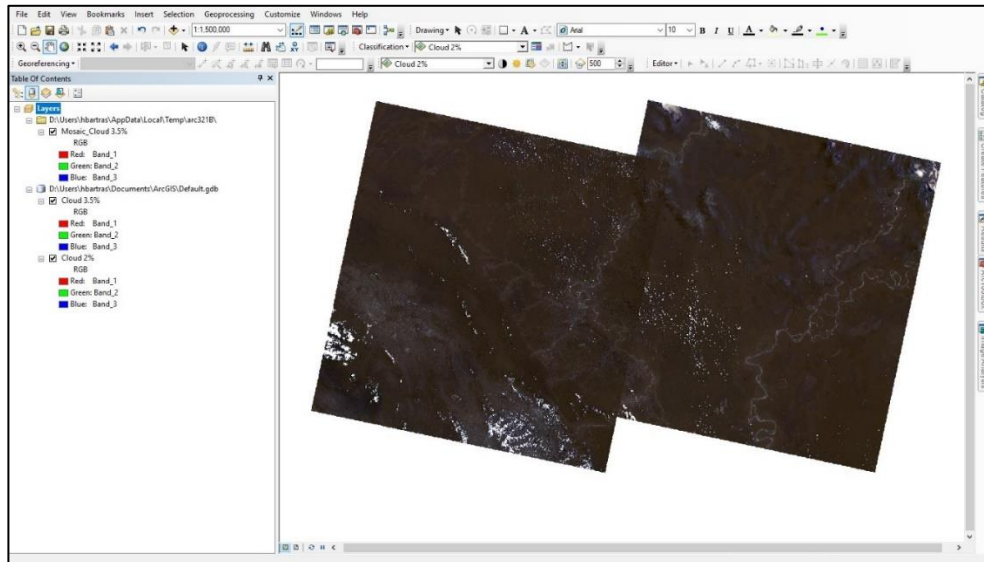 File Edit View Bookmarks Insert Selection Geoprocessing Customize Windows Help
1:1,500,000 Drawing Arial 10 B I U A
Classification Cloud 2%
Georeferencing Cloud 2% 500 Editor
Table Of Contents
Layers
D:\Users\hbartras\AppData\Local\Temp\arc321B\
Mosaic_Cloud 3.5%
RGB
Red: Band_1
Green: Band_2
Blue: Band_3
D:\Users\hbartras\Documents\ArcGIS\Default.gdb
Cloud 3.5%
RGB
Red: Band_1
Green: Band_2
Blue: Band_3
Cloud 2%
RGB
Red: Band_1
Green: Band_2
Blue: Band_3